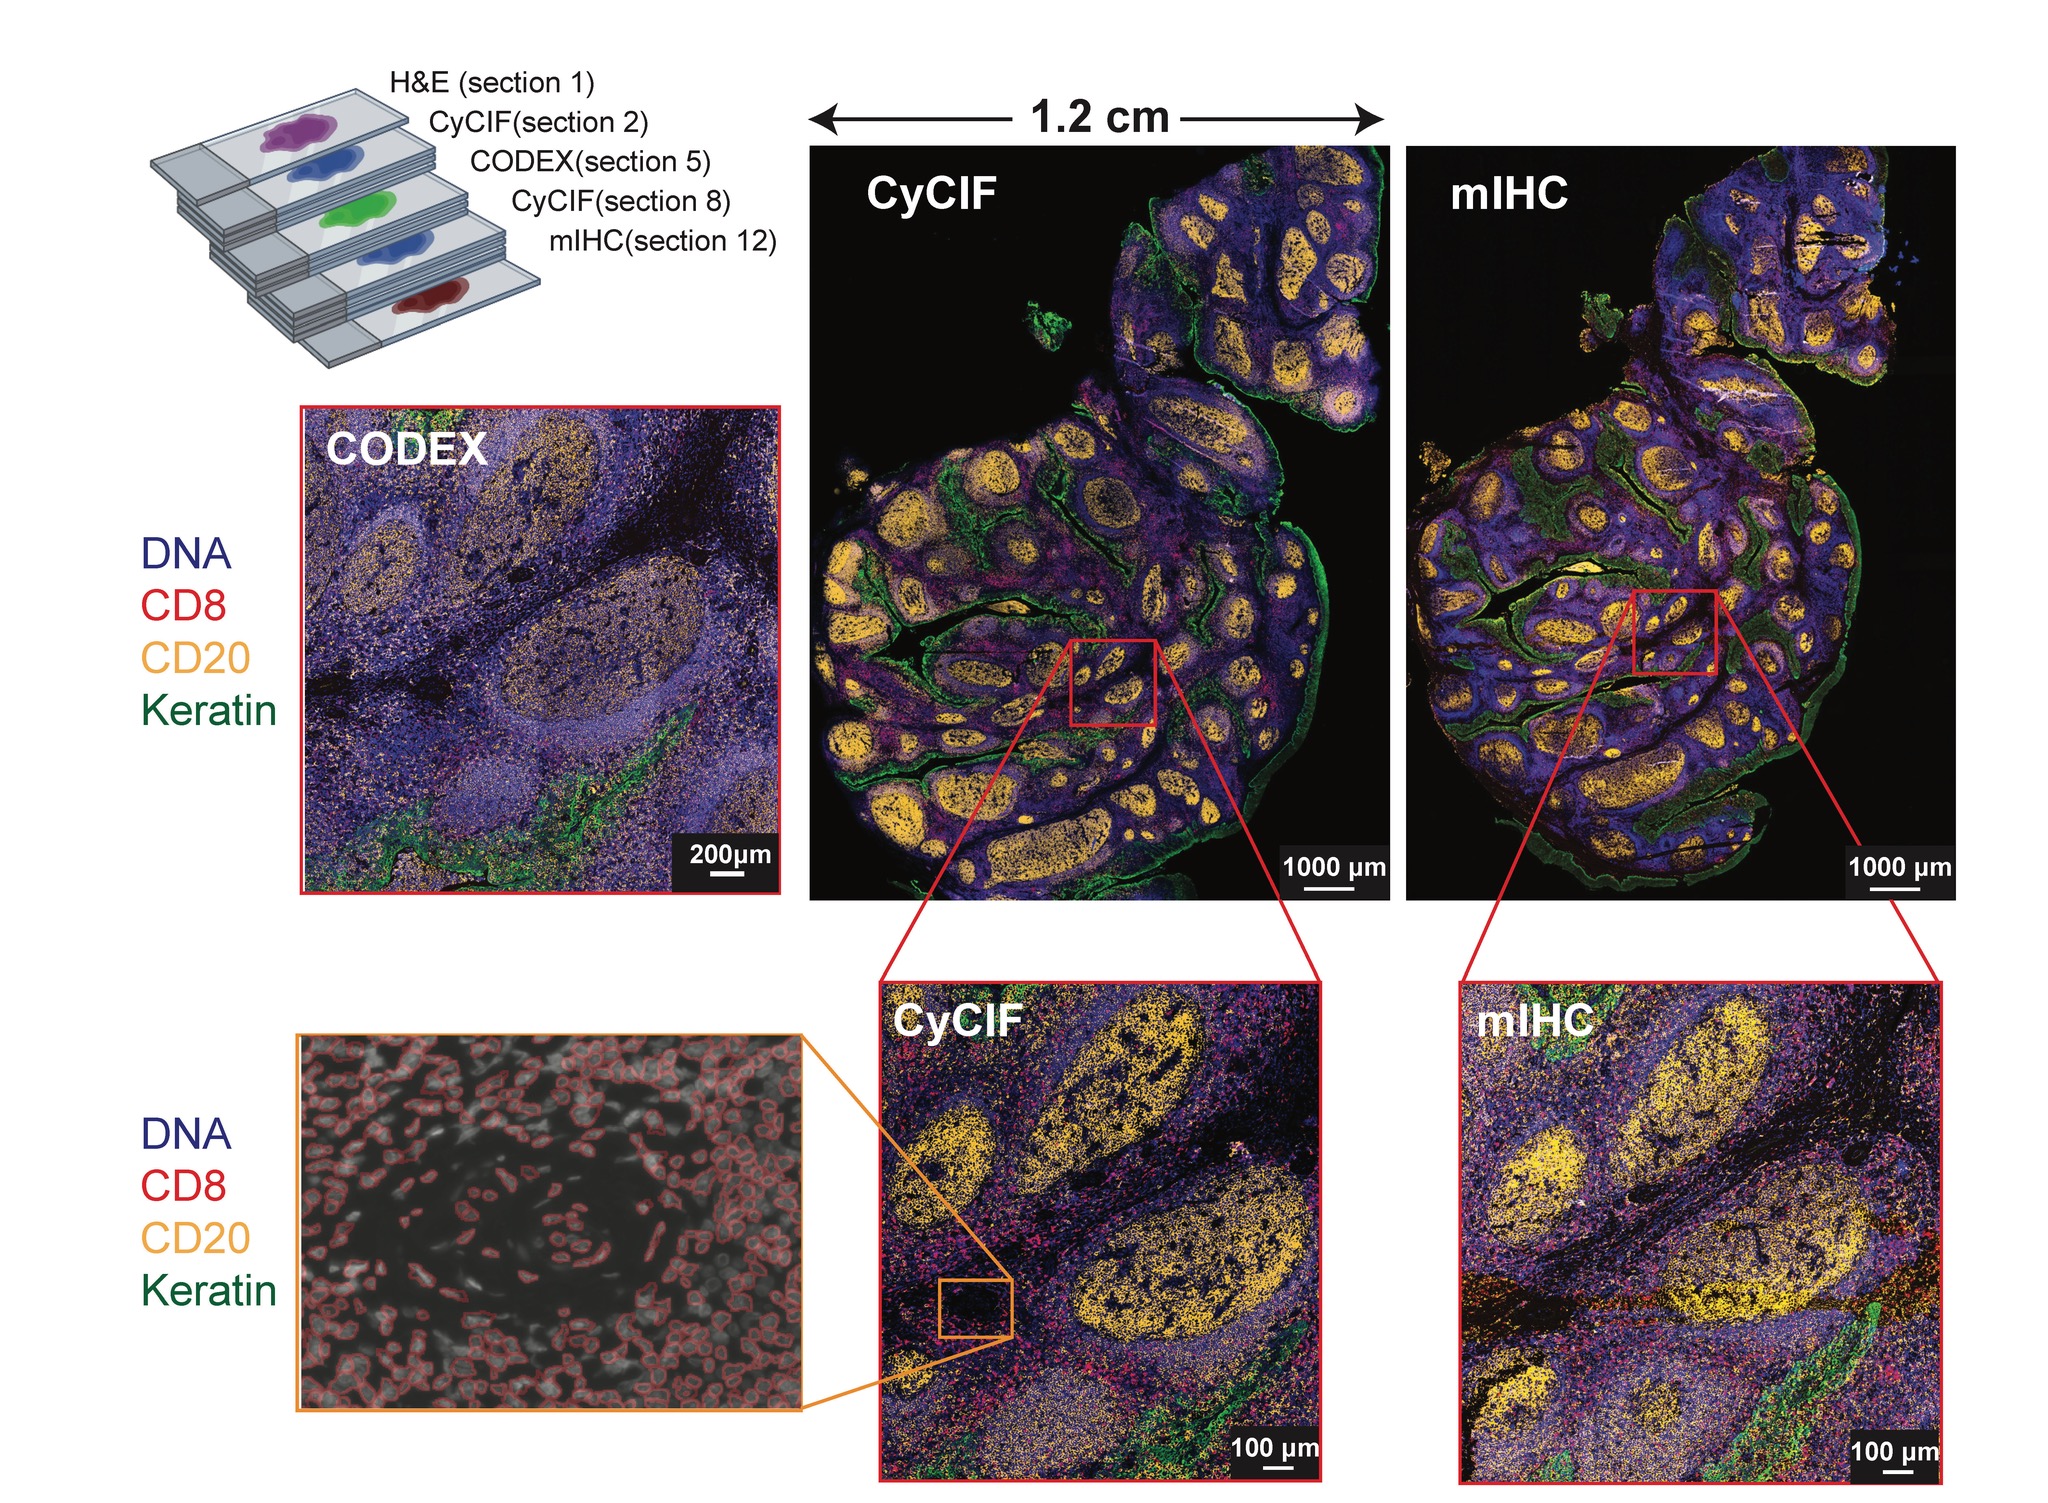 H&E (section 1)
CyCIF(section 2)
CODEX(section 5)
CyCIF(section 8)
mIHC(section 12)
1.2 cm
CyCIF
1000 µm
mIHC
1000 µm
CODEX
200µm
DNA
CD8
CD20
Keratin
DNA
CD8
CD20
Keratin
CyCIF
100 µm
mIHC
100 µm